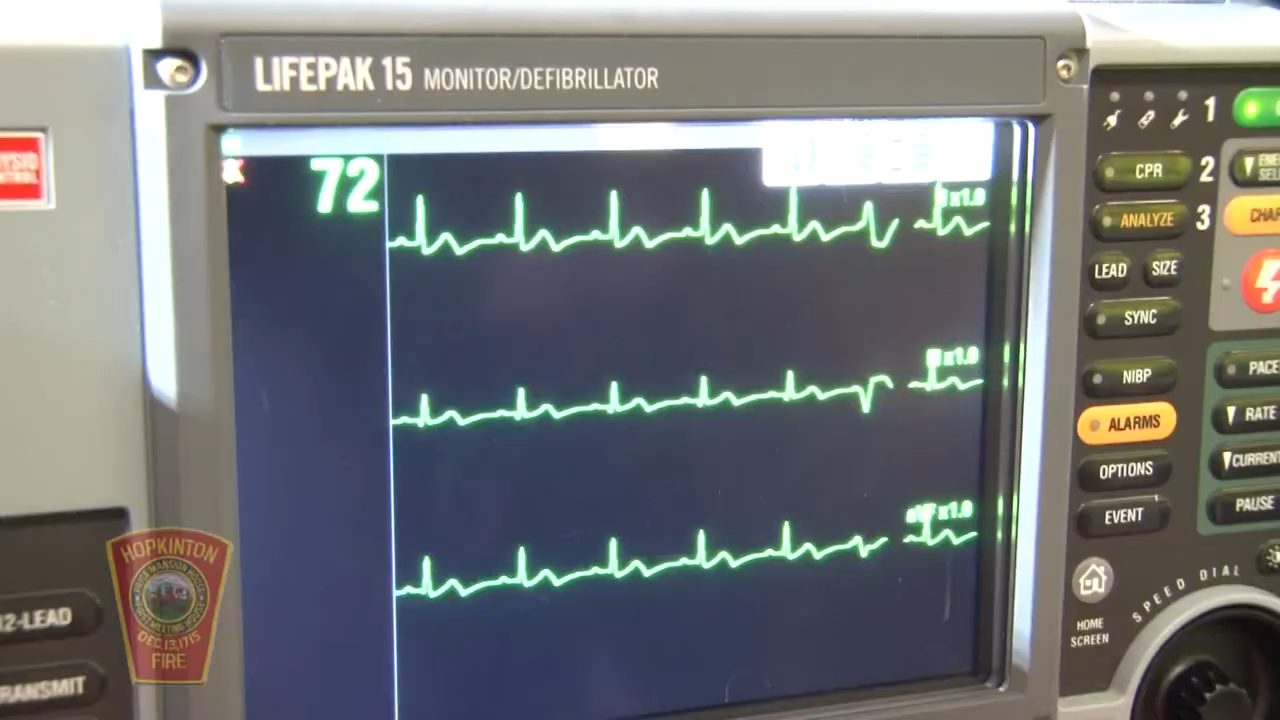 LIFEPAK 15 MONITOR/DEFIBRILLATOR
72
x1.0
II x1.0
aVF x1.0
1
CPR
2
ANALYZE
3
LEAD
SIZE
SYNC
NIBP
ALARMS
OPTIONS
EVENT
HOME
SCREEN
SPEED DIAL
PACE
RATE
CURRENT
PAUSE
12-LEAD
HOPKINTON
DEC. 13, 1715
FIRE